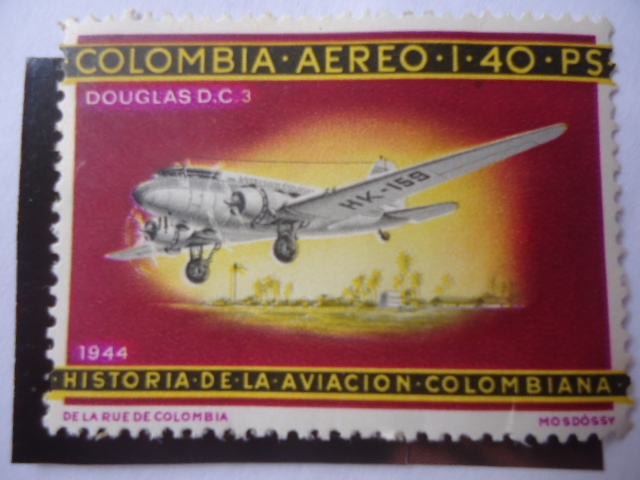 COLOMBIA·AEREO·1·40·PS
DOUGLAS D.C.3
HK-159
1944
·HISTORIA·DE·LA·AVIACION·COLOMBIANA·
DE LA RUE DE COLOMBIA
MOSDÓSSY